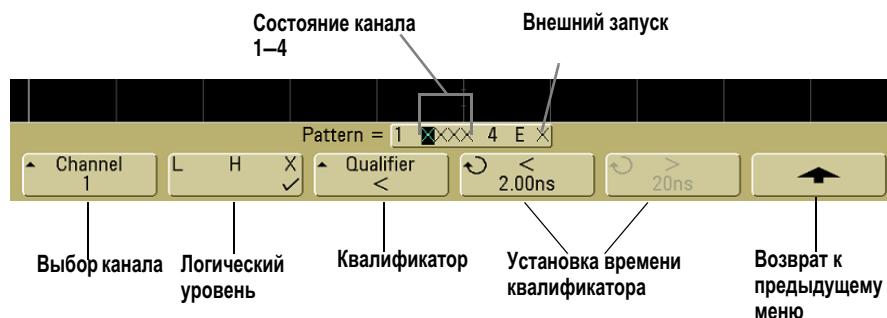 Состояние канала
1–4
Внешний запуск
Pattern = 1 XXXX 4 E X
Channel
1
L H X
Qualifier
<
<
2.00ns
>
20ns
Выбор канала
Логический
уровень
Квалификатор
Установка времени
квалификатора
Возврат к
предыдущему
меню